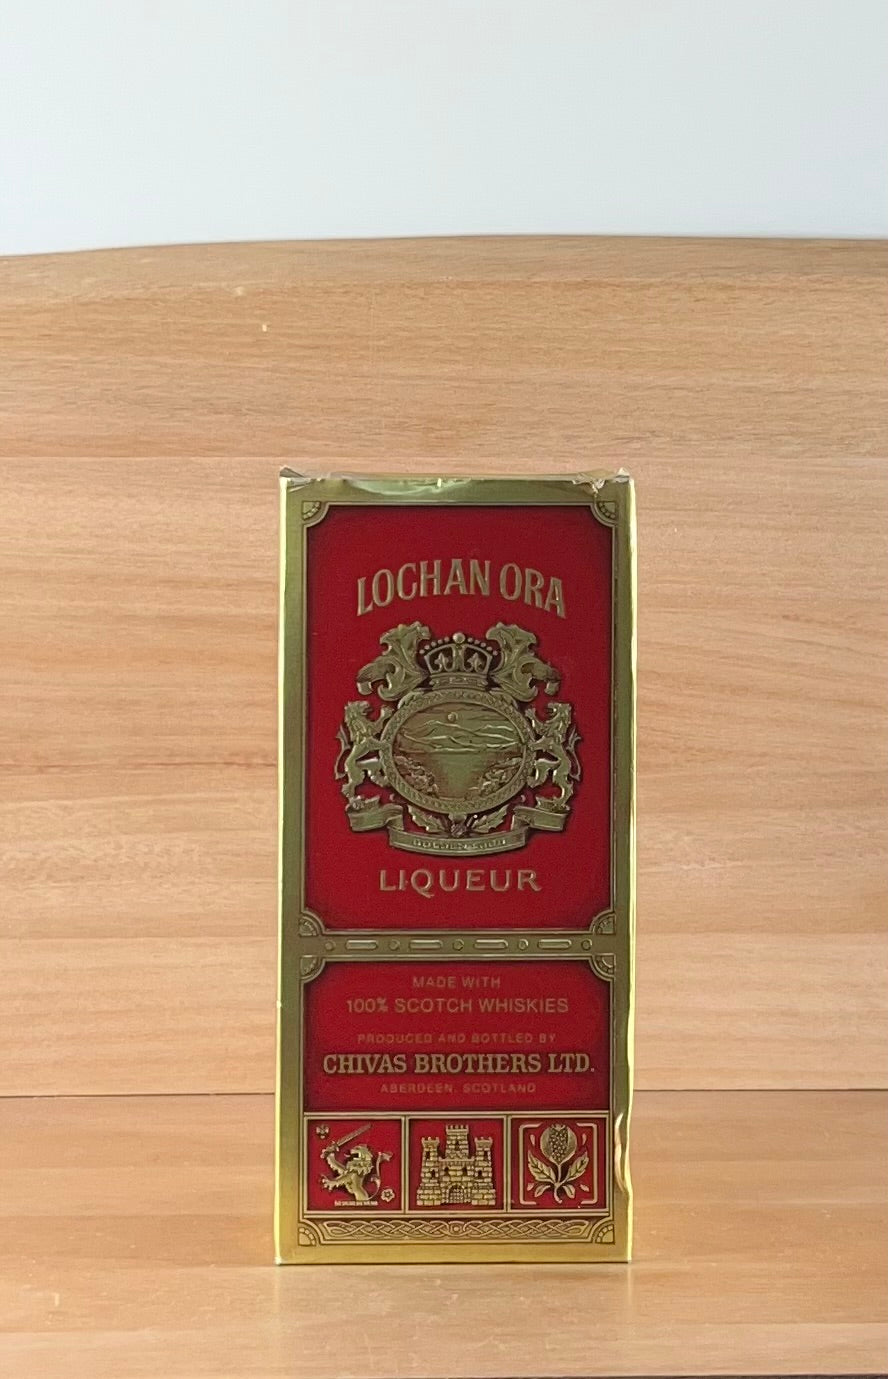 LOCHAN ORA
LIQUEUR
MADE WITH
100% SCOTCH WHISKIES
PRODUCED AND BOTTLED BY
CHIVAS BROTHERS LTD.
ABERDEEN, SCOTLAND